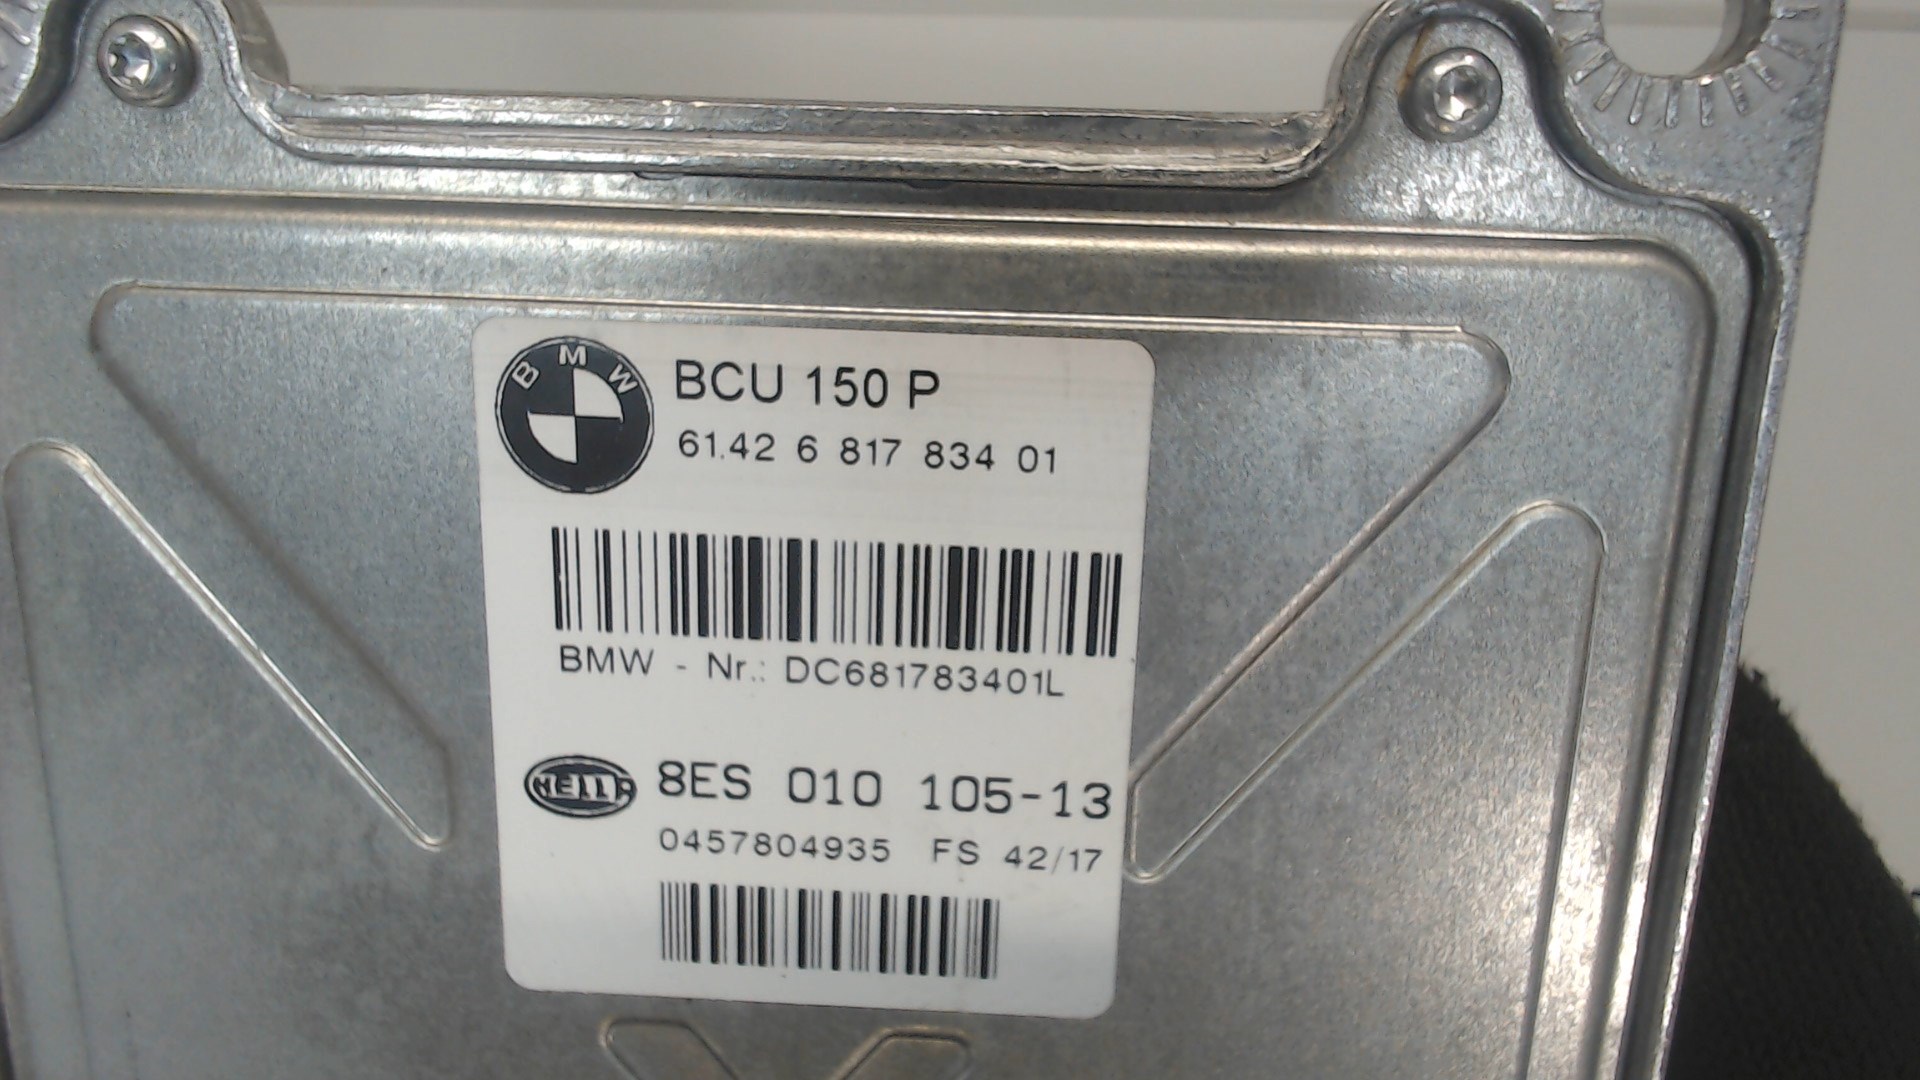 BMW
BCU 150 P
61.42 6 817 834 01
BMW - Nr.: DC681783401L
HELLA
8ES 010 105-13
0457804935 FS 42/17